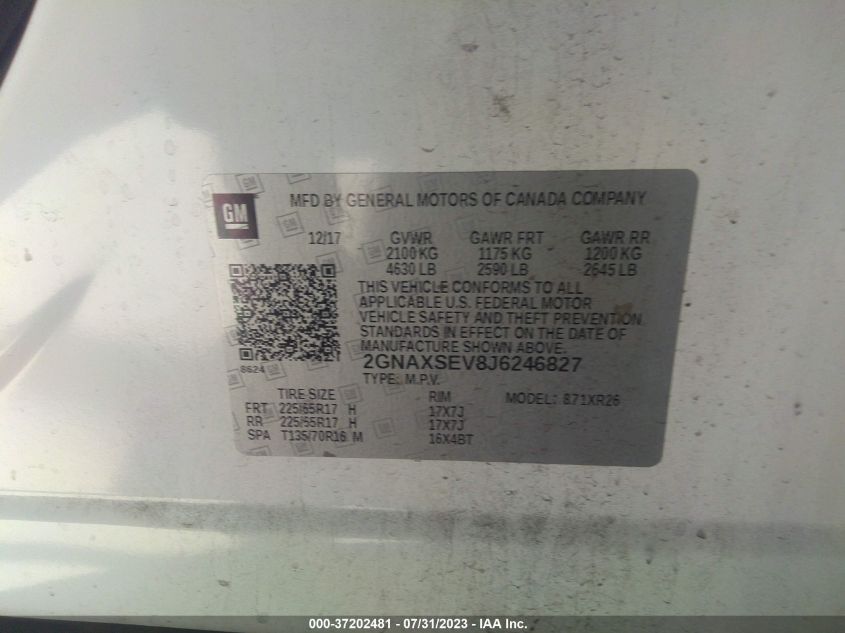 GM
MFD BY GENERAL MOTORS OF CANADA COMPANY
12/17 GVWR GAWR FRT GAWR RR
2100 KG 1175 KG 1200 KG
4630 LB 2590 LB 2645 LB
THIS VEHICLE CONFORMS TO ALL
APPLICABLE U.S. FEDERAL MOTOR
VEHICLE SAFETY AND THEFT PREVENTION
STANDARDS IN EFFECT ON THE DATE OF
MANUFACTURE SHOWN ABOVE.
8624
2GNAXSEV8J6246827
TYPE: M.P.V.
TIRE SIZE RIM MODEL: 871XR26
FRT 225/65R17 H 17X7J
RR 225/65R17 H 17X7J
SPA T135/70R16 M 16X4BT
000-37202481 - 07/31/2023 - IAA Inc.